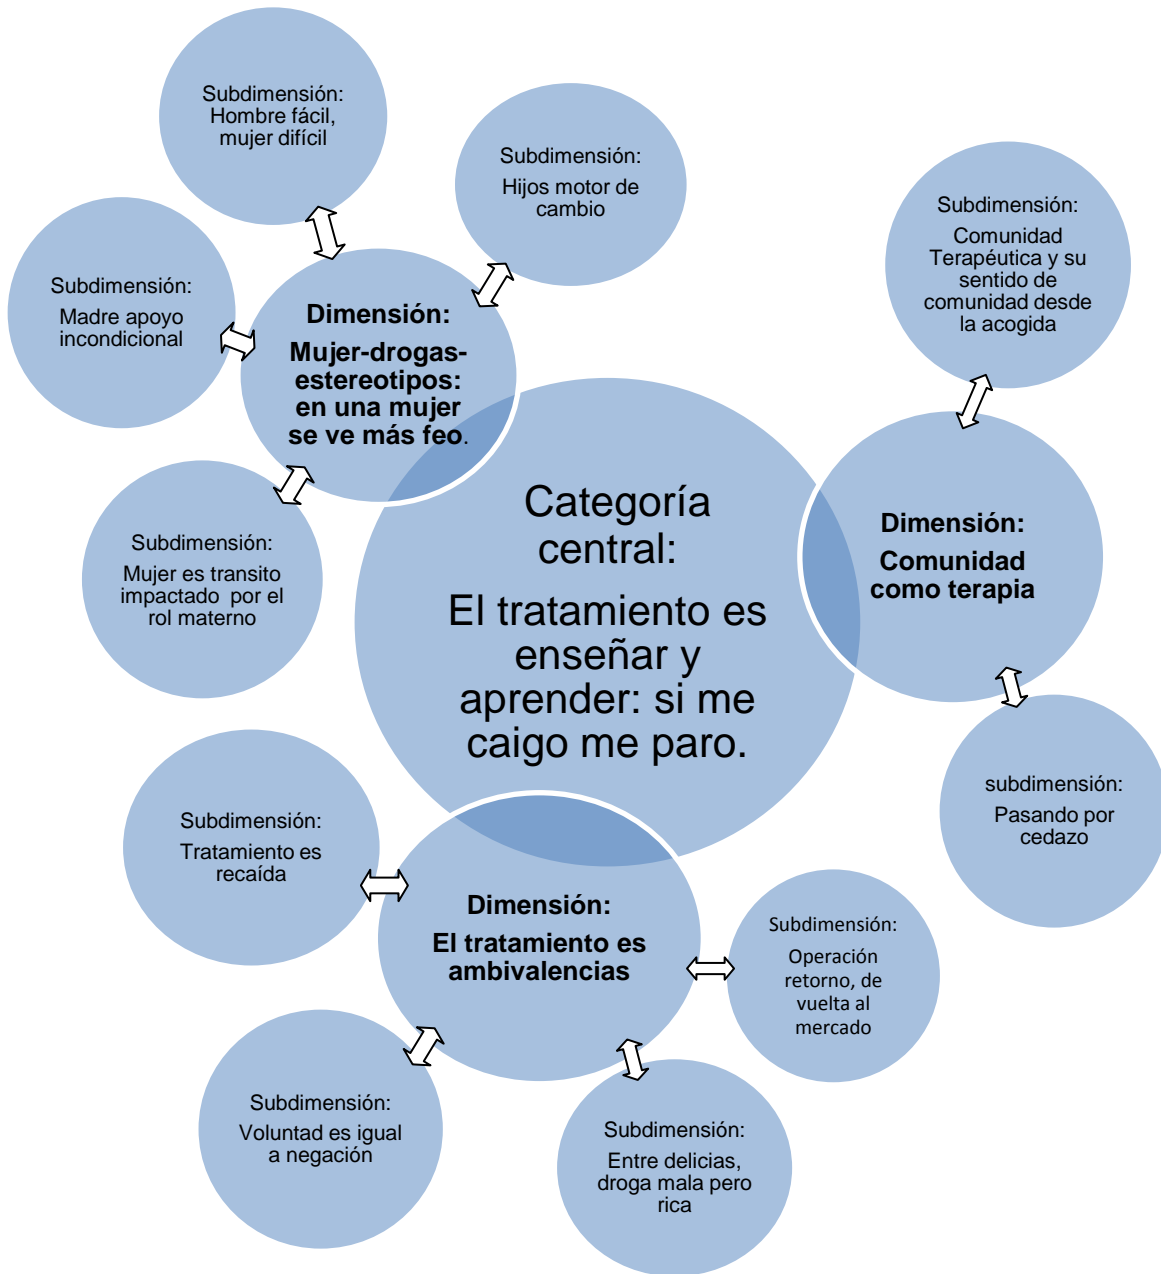 Subdimensión:
Hombre fácil,
mujer difícil
Subdimensión:
Hijos motor de
cambio
Subdimensión:
Madre apoyo
incondicional
Dimensión:
Mujer-drogas-
estereotipos:
en una mujer
se ve más feo.
Subdimensión:
Mujer es transito
impactado por el
rol materno
Subdimensión:
Comunidad
Terapéutica y su
sentido de
comunidad desde
la acogida
Dimensión:
Comunidad
como terapia
subdimensión:
Pasando por
cedazo
Categoría
central:
El tratamiento es
enseñar y
aprender: si me
caigo me paro.
Subdimensión:
Tratamiento es
recaída
Dimensión:
El tratamiento es
ambivalencias
Subdimensión:
Operación
retorno, de
vuelta al
mercado
Subdimensión:
Voluntad es igual
a negación
Subdimensión:
Entre delicias,
droga mala pero
rica